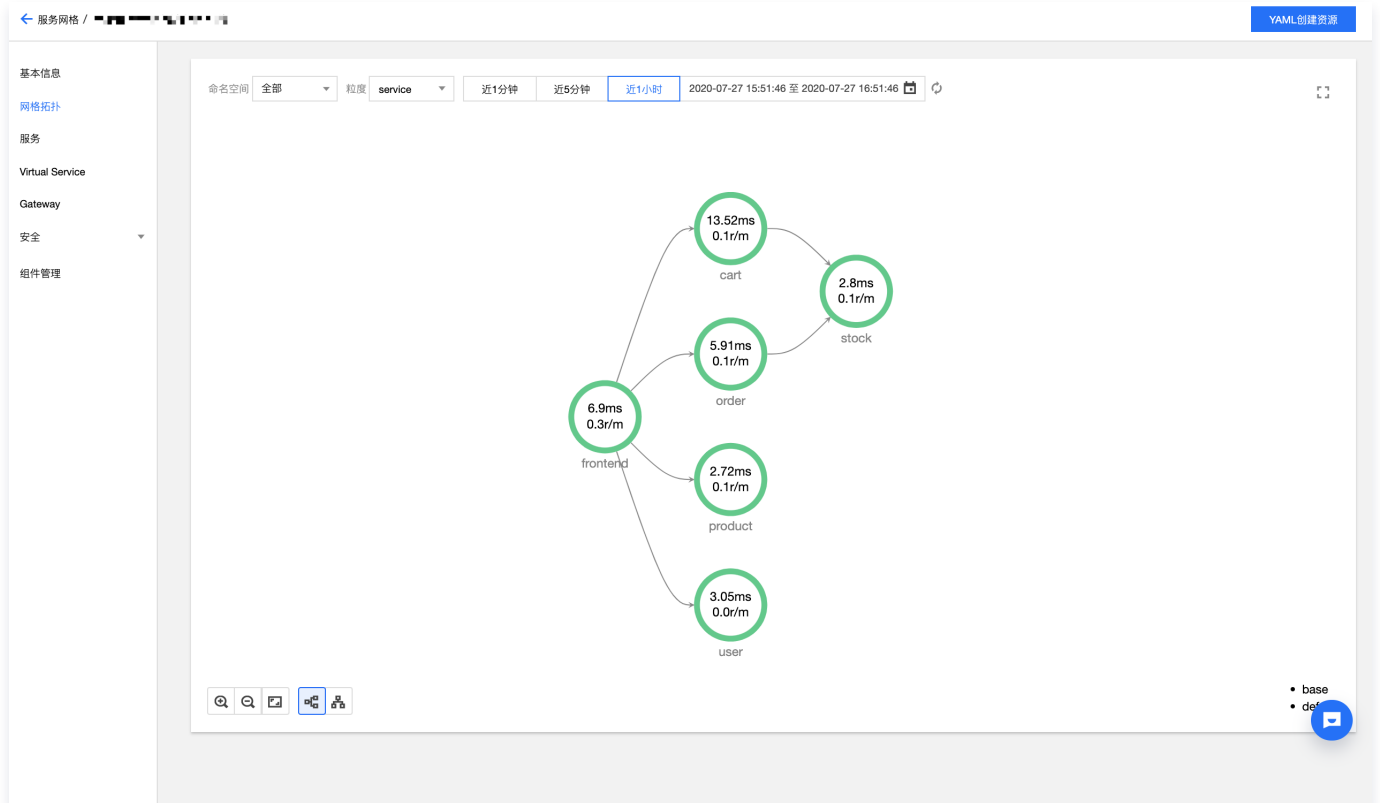 服务网格 /
YAML创建资源
基本信息
网格拓扑
服务
Virtual Service
Gateway
安全
组件管理
命名空间 全部 粒度 service 近1分钟 近5分钟 近1小时 2020-07-27 15:51:46 至 2020-07-27 16:51:46
13.52ms
0.1r/m
cart
2.8ms
0.1r/m
stock
5.91ms
0.1r/m
order
6.9ms
0.3r/m
frontend
2.72ms
0.1r/m
product
3.05ms
0.0r/m
user
base